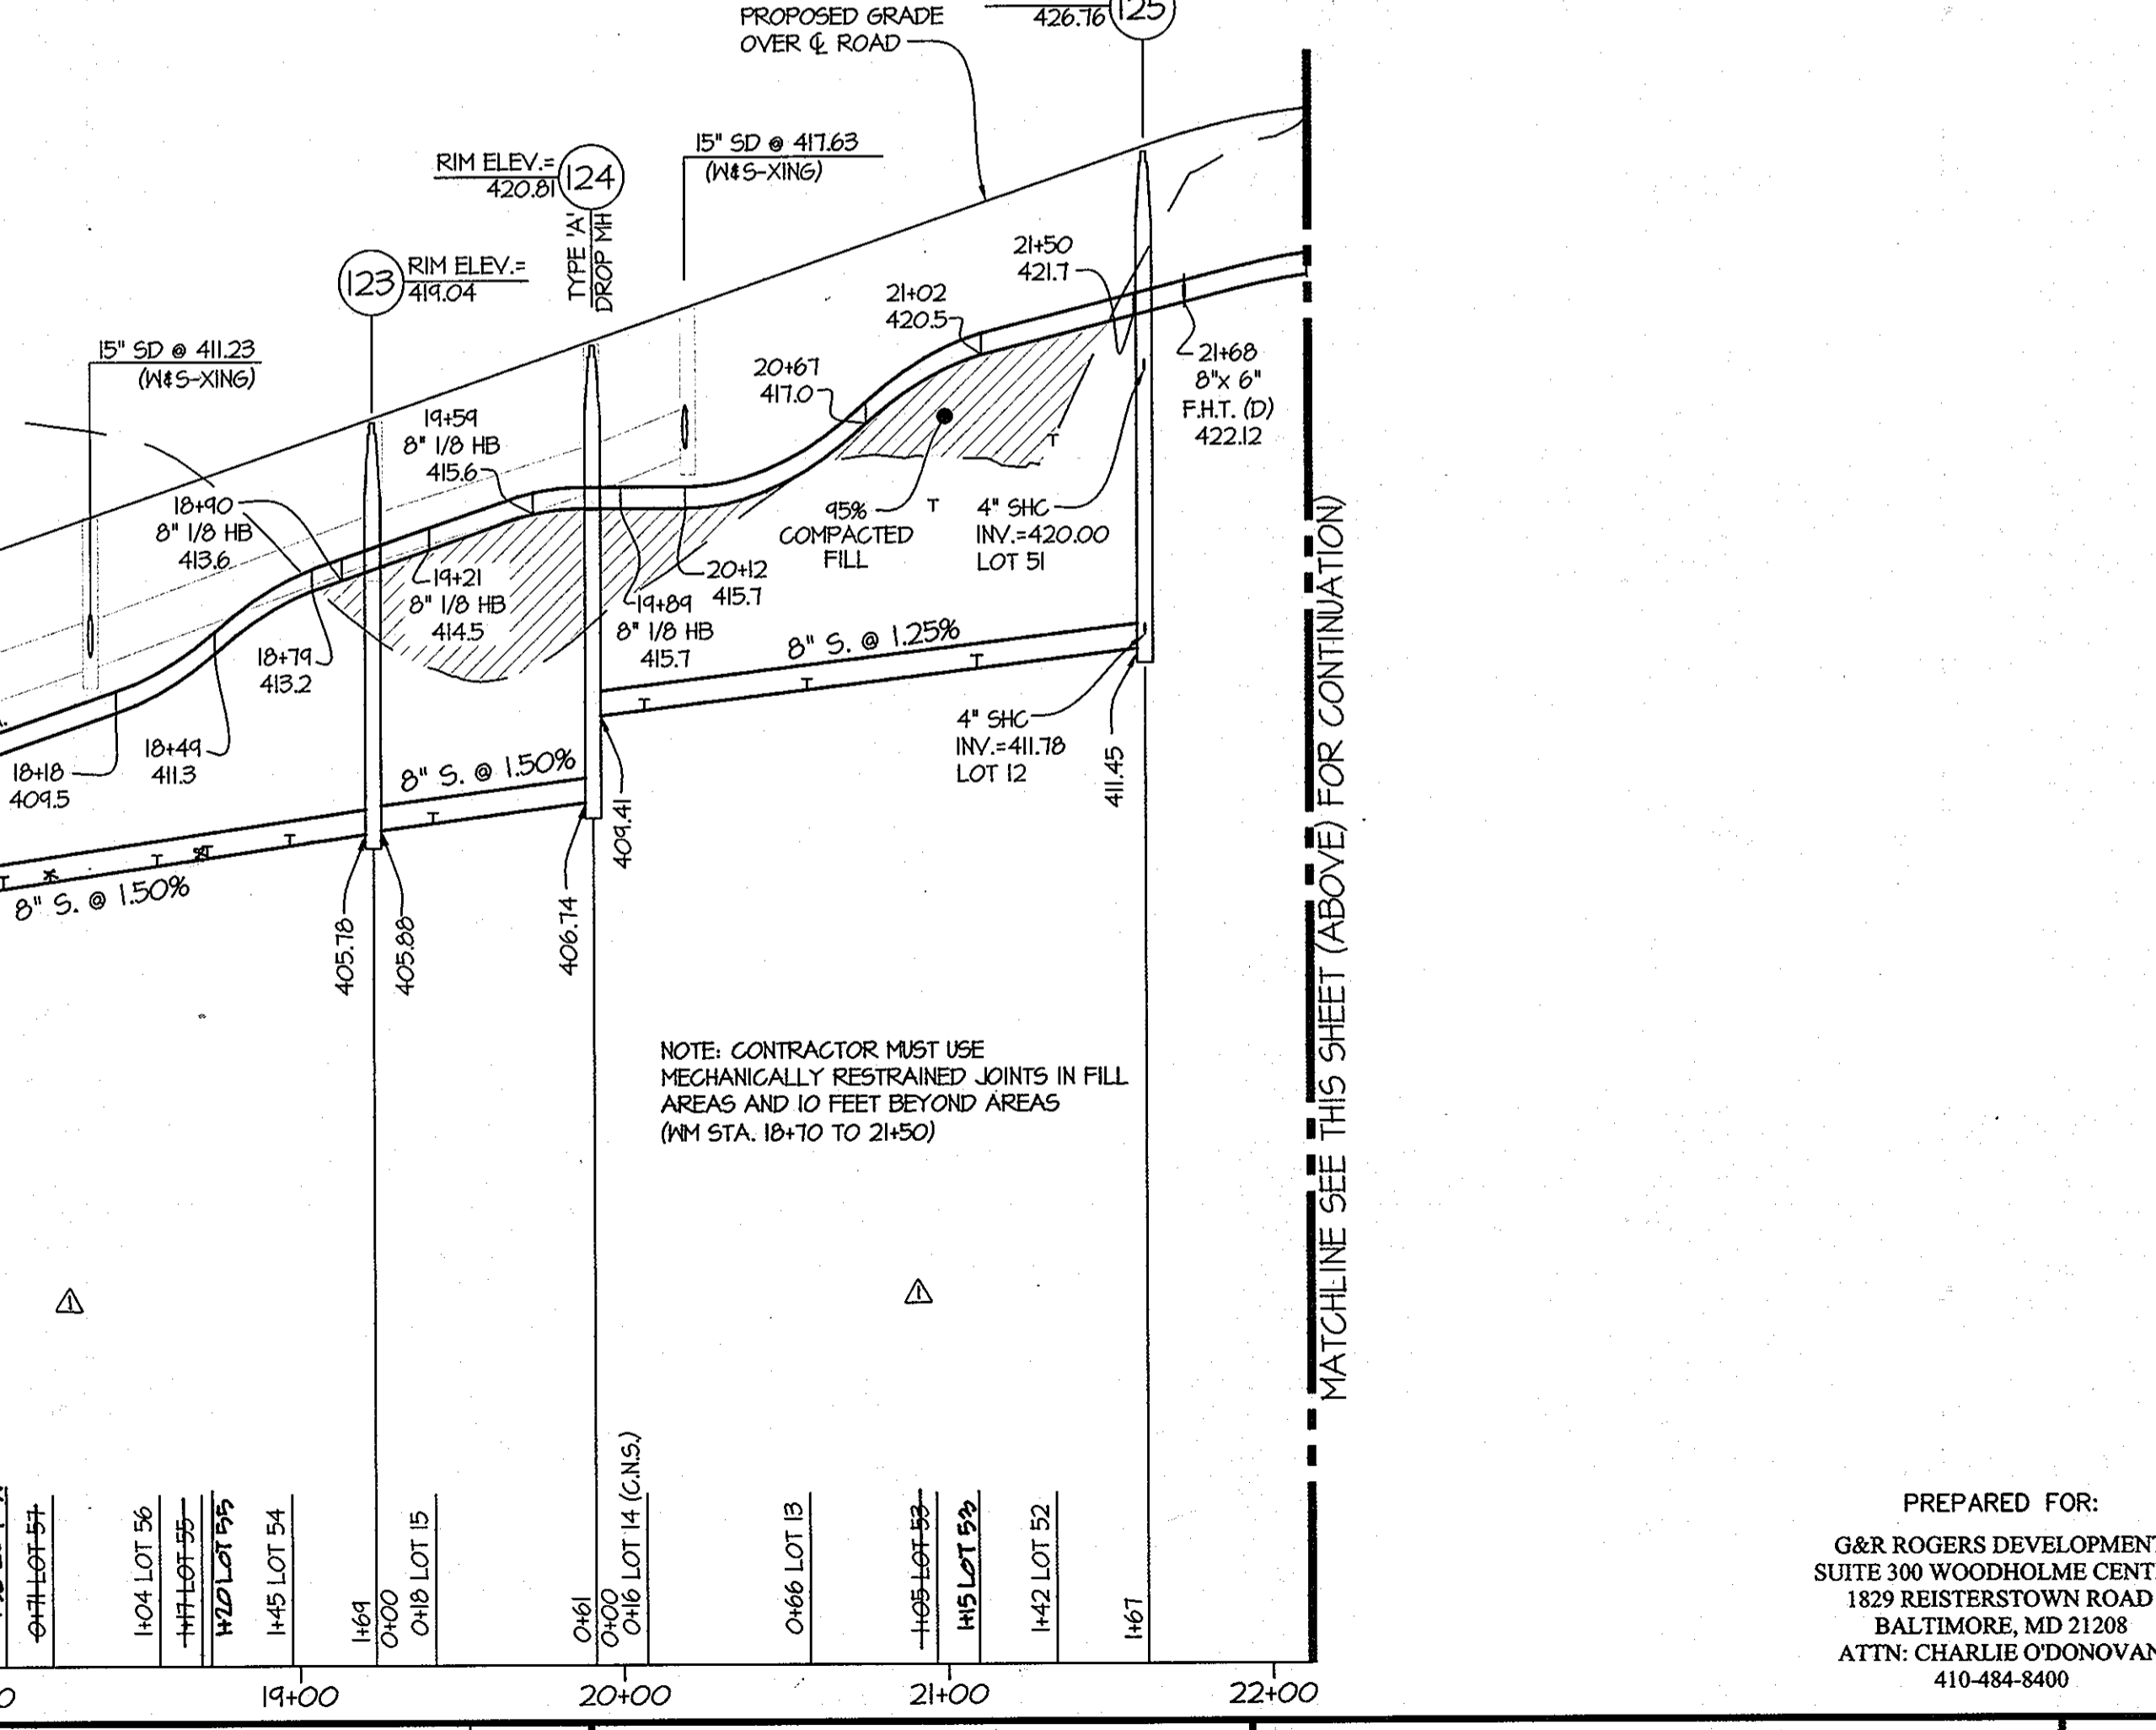 PROPOSED GRADE
OVER ℄ ROAD
426.76
125
RIM ELEV.=
420.81
124
TYPE 'A'
DROP MH
15" SD @ 417.63
(W&S-XING)
123
RIM ELEV.=
419.04
15" SD @ 411.23
(W&S-XING)
21+50
421.7
21+02
420.5
20+67
417.0
19+59
8" 1/8 HB
415.6
18+90
8" 1/8 HB
413.6
21+68
8"x 6"
F.H.T. (D)
422.12
95%
COMPACTED
FILL
T
T
4" SHC
INV.=420.00
LOT 51
19+21
8" 1/8 HB
414.5
20+12
415.7
19+89
8" 1/8 HB
415.7
18+79
413.2
18+49
411.3
18+18
409.5
8" S. @ 1.25%
4" SHC
INV.=411.78
LOT 12
411.45
8" S. @ 1.50%
8" S. @ 1.50%
409.41
406.74
405.78
405.88
NOTE: CONTRACTOR MUST USE
MECHANICALLY RESTRAINED JOINTS IN FILL
AREAS AND 10 FEET BEYOND AREAS
(WM STA. 18+70 TO 21+50)
MATCHLINE SEE THIS SHEET (ABOVE) FOR CONTINUATION)
1
1
0+71 LOT 57
1+04 LOT 56
1+17 LOT 55
1+20 LOT 55
1+45 LOT 54
1+69
0+00
0+18 LOT 15
0+61
0+00
0+16 LOT 14 (C.N.S.)
0+66 LOT 13
1+05 LOT 53
1+15 LOT 53
1+42 LOT 52
1+67
0
19+00
20+00
21+00
22+00
PREPARED FOR:
G&R ROGERS DEVELOPMENT
SUITE 300 WOODHOLME CENT
1829 REISTERSTOWN ROAD
BALTIMORE, MD 21208
ATTN: CHARLIE O'DONOVAN
410-484-8400